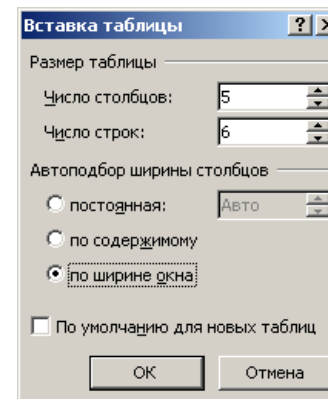 Вставка таблицы
Размер таблицы
Число столбцов: 5
Число строк: 6
Автоподбор ширины столбцов
постоянная: Авто
по содержимому
по ширине окна
По умолчанию для новых таблиц
ОК Отмена